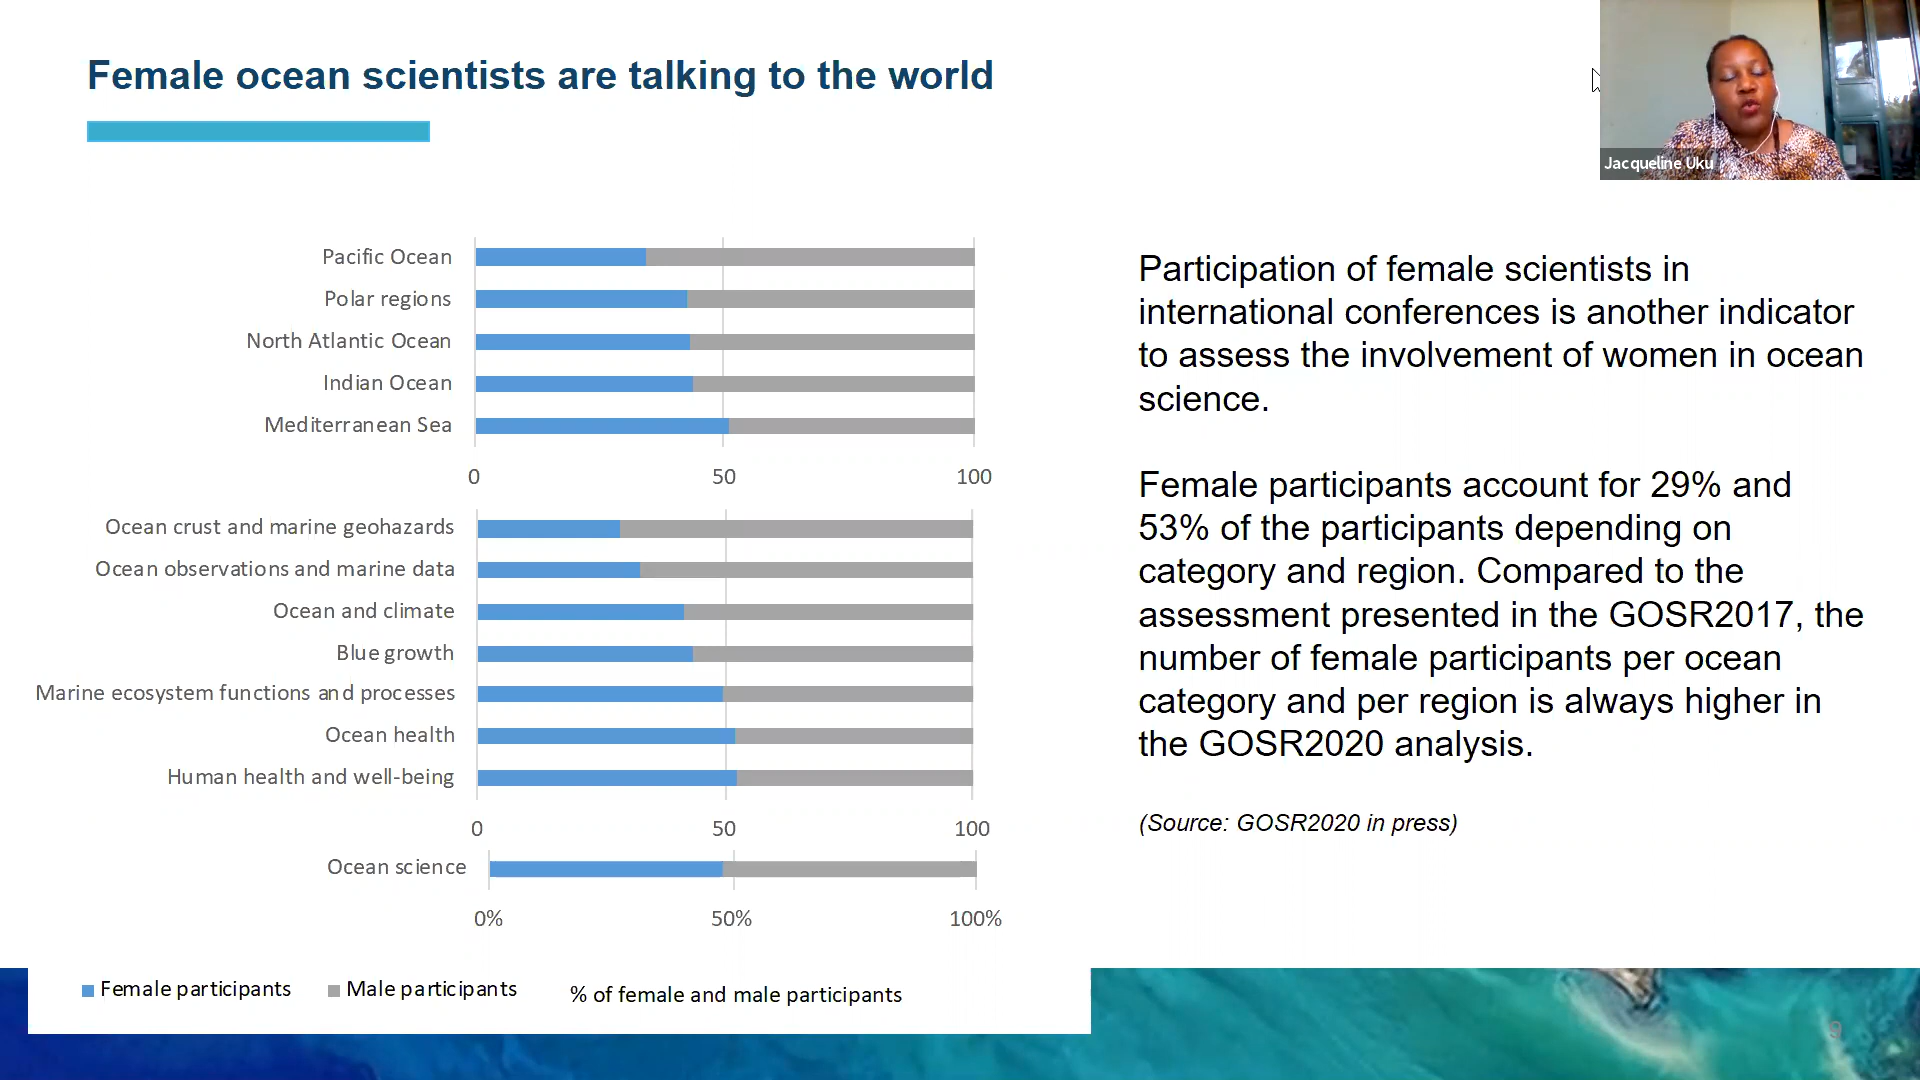 Female ocean scientists are talking to the world
Jacqueline Uku
Pacific Ocean
Polar regions
North Atlantic Ocean
Indian Ocean
Mediterranean Sea
0 50 100
Ocean crust and marine geohazards
Ocean observations and marine data
Ocean and climate
Blue growth
Marine ecosystem functions and processes
Ocean health
Human health and well-being
0 50 100
Ocean science
0% 50% 100%
Female participants Male participants % of female and male participants
Participation of female scientists in
international conferences is another indicator
to assess the involvement of women in ocean
science.
Female participants account for 29% and
53% of the participants depending on
category and region. Compared to the
assessment presented in the GOSR2017, the
number of female participants per ocean
category and per region is always higher in
the GOSR2020 analysis.
(Source: GOSR2020 in press)
9